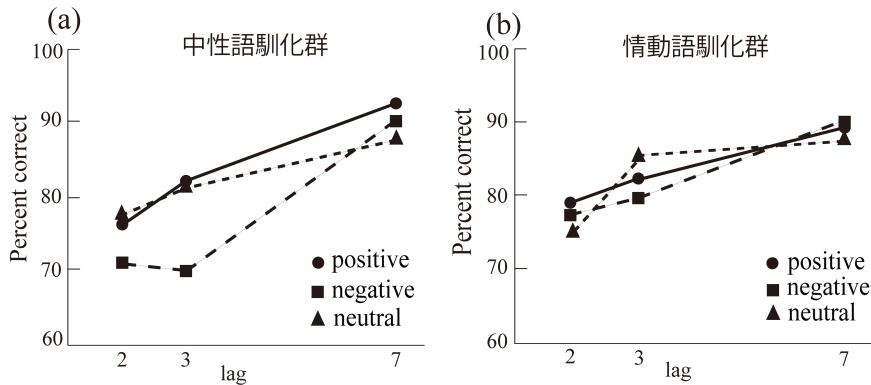 (a)
中性語馴化群
100
90
80
70
60
Percent correct
2 3 7
lag
positive
negative
neutral
(b)
情動語馴化群
100
90
80
70
60
Percent correct
2 3 7
lag
positive
negative
neutral